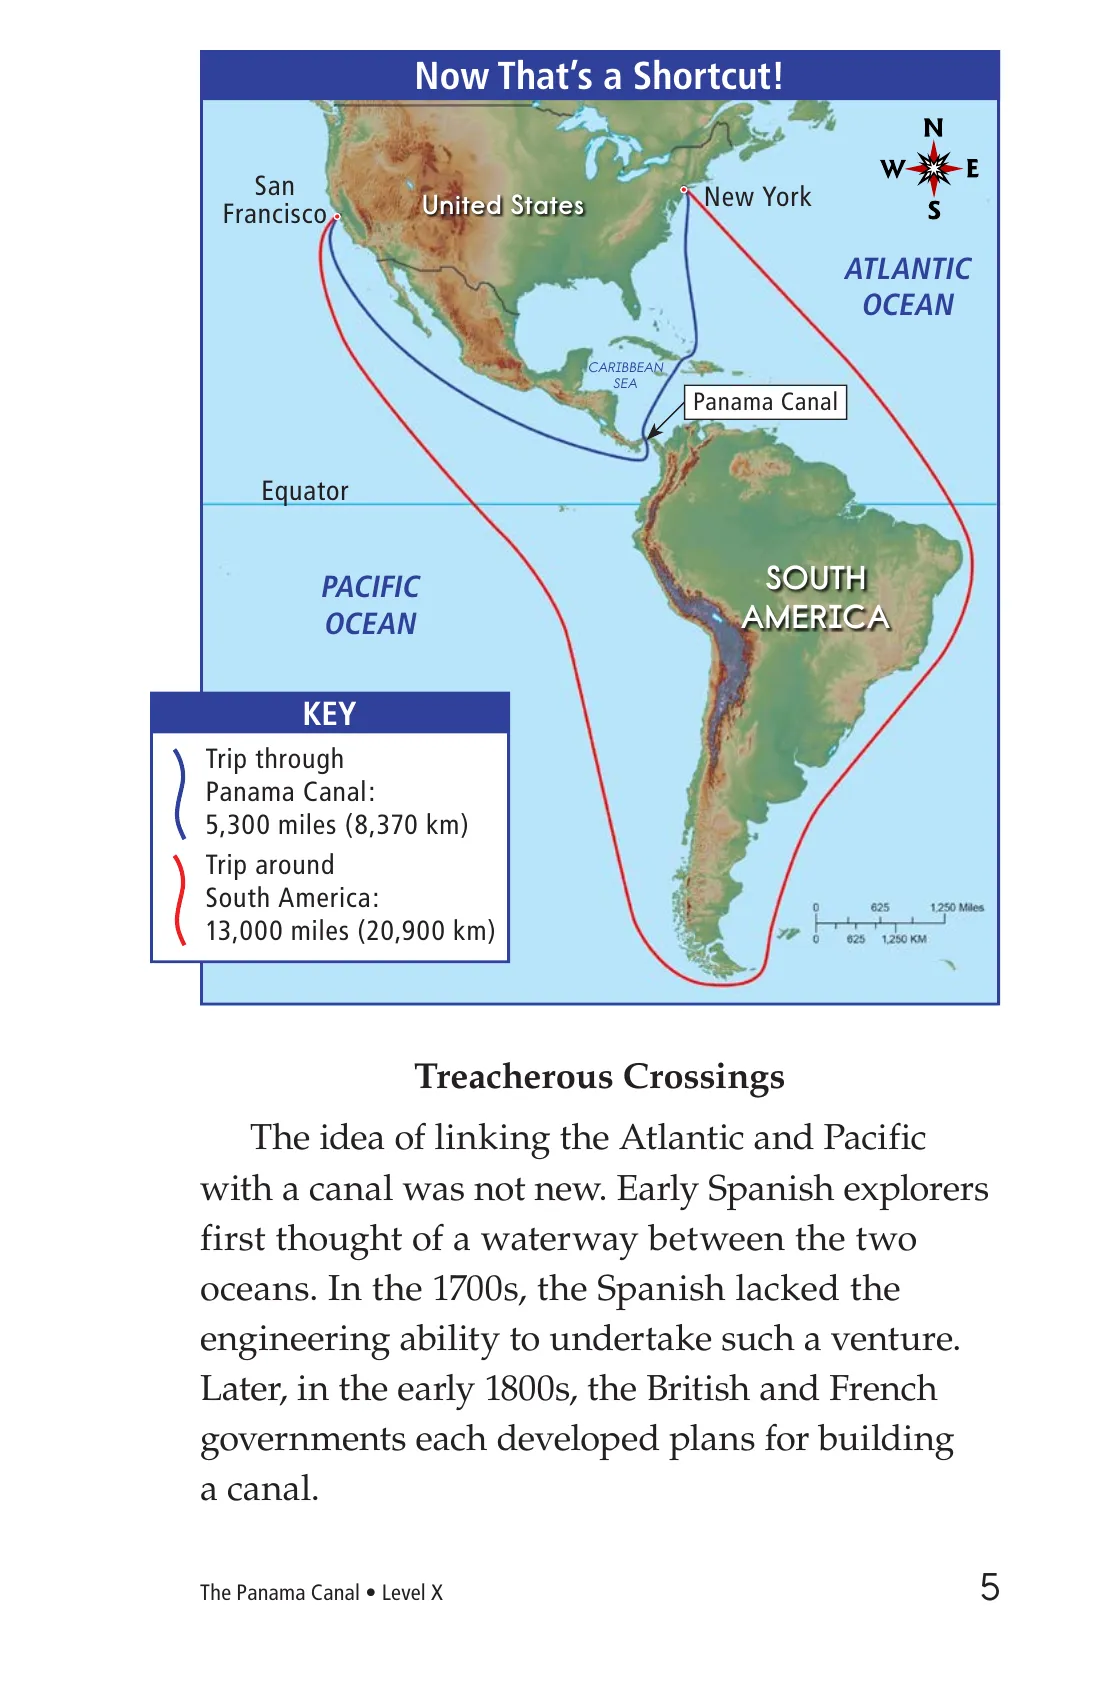 Now That’s a Shortcut!
N
W E
S
San
Francisco
United States
New York
ATLANTIC
OCEAN
CARIBBEAN
SEA
Panama Canal
Equator
PACIFIC
OCEAN
SOUTH
AMERICA
KEY
Trip through
Panama Canal:
5,300 miles (8,370 km)
Trip around
South America:
13,000 miles (20,900 km)
0 625 1,250 Miles
0 625 1,250 KM
Treacherous Crossings
The idea of linking the Atlantic and Pacific
with a canal was not new. Early Spanish explorers
first thought of a waterway between the two
oceans. In the 1700s, the Spanish lacked the
engineering ability to undertake such a venture.
Later, in the early 1800s, the British and French
governments each developed plans for building
a canal.
The Panama Canal • Level X 5